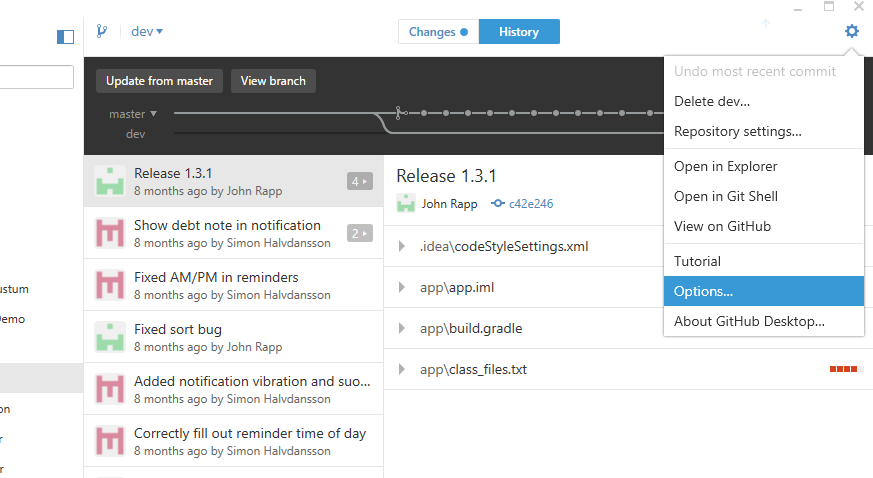 dev
Changes
History
Update from master
View branch
master
dev
Undo most recent commit
Delete dev...
Repository settings...
Open in Explorer
Open in Git Shell
View on GitHub
Tutorial
Options...
About GitHub Desktop...
Release 1.3.1
8 months ago by John Rapp
4
Show debt note in notification
8 months ago by Simon Halvdansson
2
Fixed AM/PM in reminders
8 months ago by Simon Halvdansson
Fixed sort bug
8 months ago by John Rapp
Added notification vibration and suo...
8 months ago by Simon Halvdansson
Correctly fill out reminder time of day
8 months ago by Simon Halvdansson
Release 1.3.1
John Rapp c42e246
.idea\codeStyleSettings.xml
app\app.iml
app\build.gradle
app\class_files.txt
ustum
Demo
on
r
r